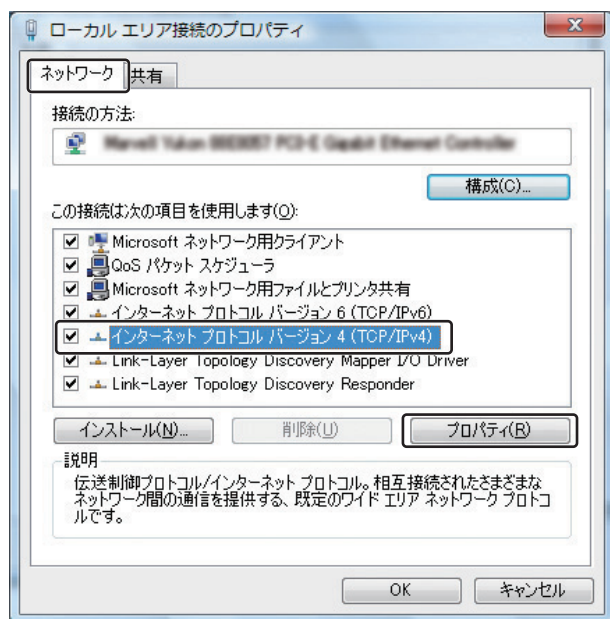 ローカル エリア接続のプロパティ
ネットワーク 共有
接続の方法:
構成(C)...
この接続は次の項目を使用します(O):
Microsoft ネットワーク用クライアント
QoS パケット スケジューラ
Microsoft ネットワーク用ファイルとプリンタ共有
インターネット プロトコル バージョン 6 (TCP/IPv6)
インターネット プロトコル バージョン 4 (TCP/IPv4)
Link-Layer Topology Discovery Mapper I/O Driver
Link-Layer Topology Discovery Responder
インストール(N)... 削除(U) プロパティ(R)
説明
伝送制御プロトコル/インターネット プロトコル。相互接続されたさまざまな
ネットワーク間の通信を提供する、既定のワイド エリア ネットワーク プロトコ
ルです。
OK キャンセル